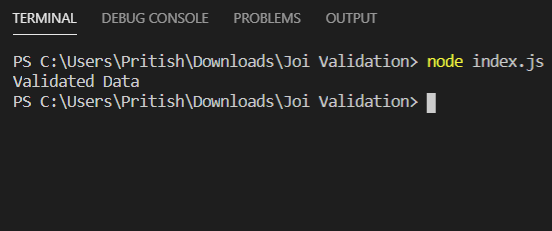 TERMINAL DEBUG CONSOLE PROBLEMS OUTPUT
PS C:\Users\Pritish\Downloads\Joi Validation> node index.js
Validated Data
PS C:\Users\Pritish\Downloads\Joi Validation>